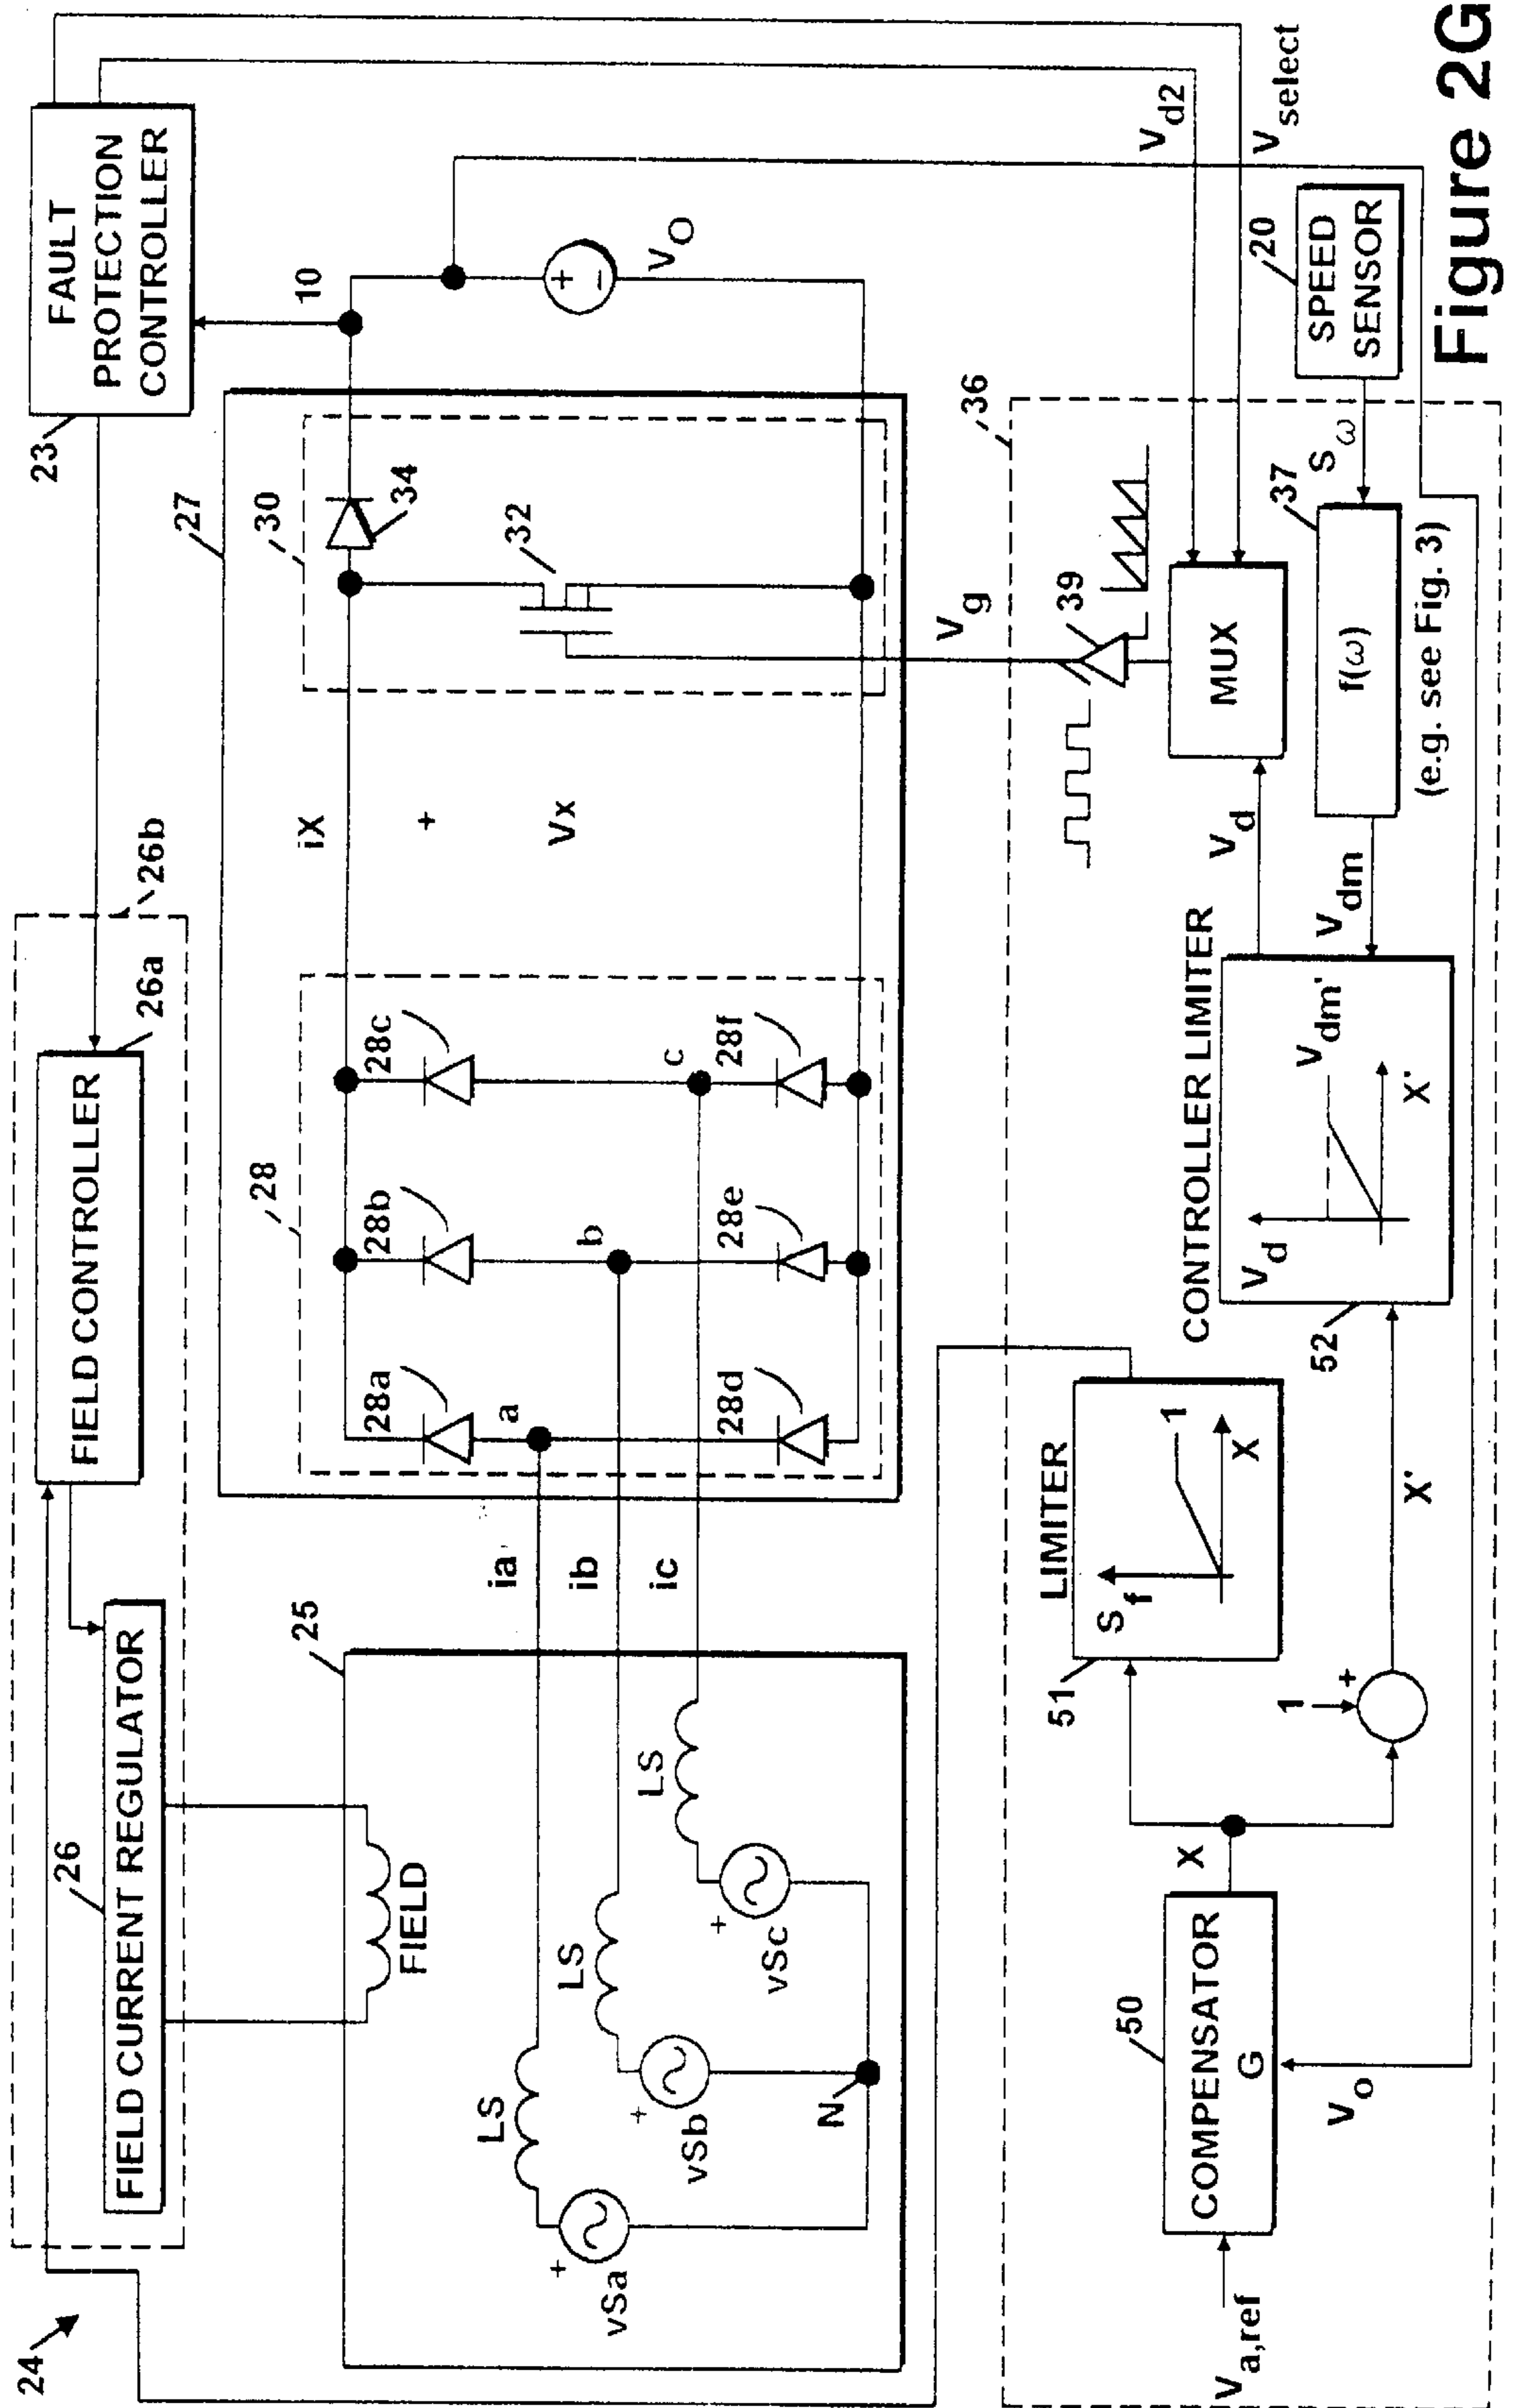 24
26
FIELD CURRENT REGULATOR
FIELD CONTROLLER
26a
26b
23
FAULT
PROTECTION
CONTROLLER
FIELD
25
LS
LS
LS
+
vSa
+
vSb
+
vSc
N
ia
ib
ic
28
28a
28b
28c
a
b
c
28d
28e
28f
27
iX
+
Vx
30
34
32
10
+
−
VO
Vg
36
39
Vd2
Vselect
MUX
Vd
20
SPEED
SENSOR
Sω
37
f(ω)
(e.g. see Fig. 3)
Vdm
CONTROLLER LIMITER
Vd
Vdm'
X'
52
LIMITER
Sf
1
X
51
1
+
X'
X
50
COMPENSATOR
G
Va,ref
Vo
Figure 2G